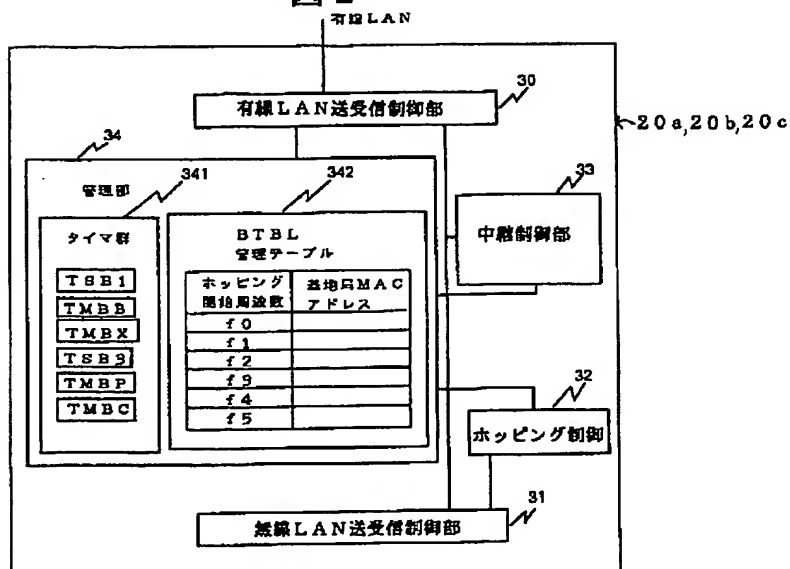 有線LAN
30
有線LAN送受信制御部
20a,20b,20c
34
管理部
341
タイマ群
TSB1
TMBB
TMBX
TSB3
TMBP
TMBC
342
BTBL
管理テーブル
ホッピング
開始周波数
基地局MAC
アドレス
f0
f1
f2
f3
f4
f5
33
中継制御部
32
ホッピング制御
31
無線LAN送受信制御部